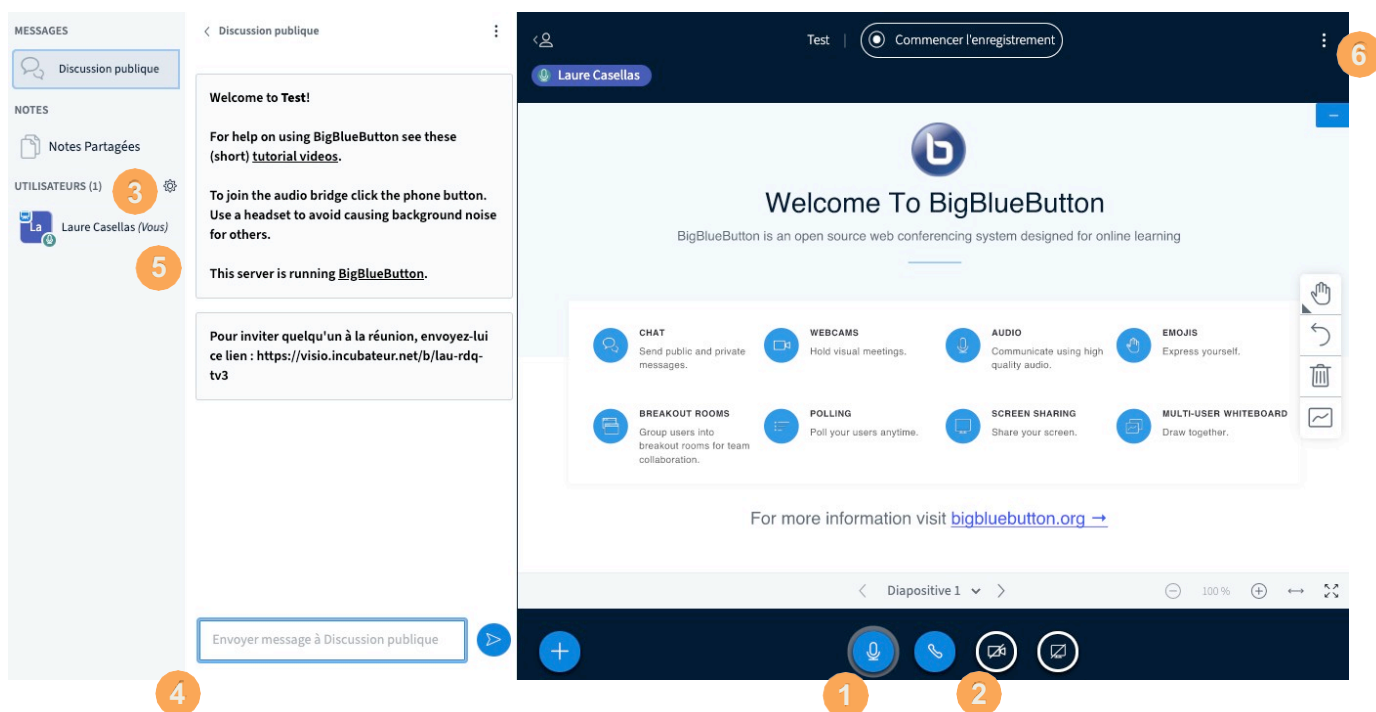 MESSAGES
Discussion publique
NOTES
Notes Partagées
UTILISATEURS (1)
3
La
Laure Casellas (Vous)
5
Discussion publique
Welcome to Test!
For help on using BigBlueButton see these
(short) tutorial videos.
To join the audio bridge click the phone button.
Use a headset to avoid causing background noise
for others.
This server is running BigBlueButton.
Pour inviter quelqu'un à la réunion, envoyez-lui
ce lien : https://visio.incubateur.net/b/lau-rdq-
tv3
Envoyer message à Discussion publique
4
Test | Commencer l'enregistrement
6
Laure Casellas
b
Welcome To BigBlueButton
BigBlueButton is an open source web conferencing system designed for online learning
CHAT
Send public and private
messages.
WEBCAMS
Hold visual meetings.
AUDIO
Communicate using high
quality audio.
EMOJIS
Express yourself.
BREAKOUT ROOMS
Group users into
breakout rooms for team
collaboration.
POLLING
Poll your users anytime.
SCREEN SHARING
Share your screen.
MULTI-USER WHITEBOARD
Draw together.
For more information visit bigbluebutton.org →
Diapositive 1
100 %
1
2